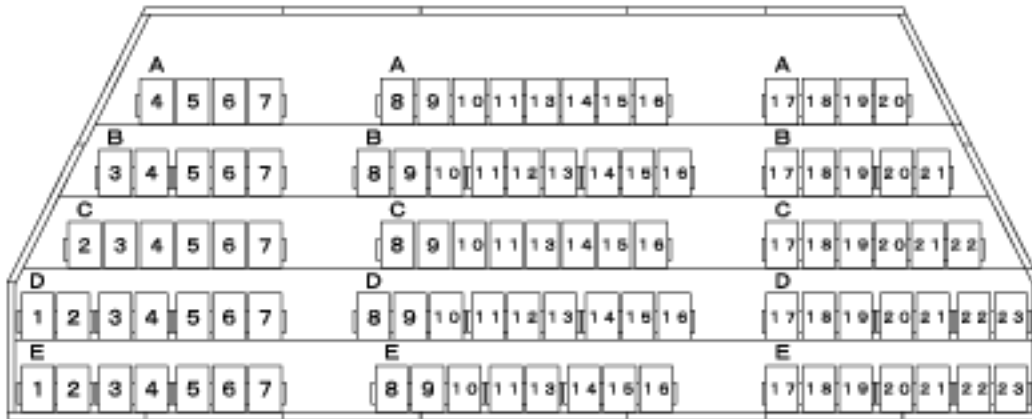 A A A
4 5 6 7 8 9 10 11 13 14 15 16 17 18 19 20
B B B
3 4 5 6 7 8 9 10 11 12 13 14 15 16 17 18 19 20 21
C C C
2 3 4 5 6 7 8 9 10 11 13 14 15 16 17 18 19 20 21 22
D D D
1 2 3 4 5 6 7 8 9 10 11 12 13 14 15 16 17 18 19 20 21 22 23
E E E
1 2 3 4 5 6 7 8 9 10 11 13 14 15 16 17 18 19 20 21 22 23